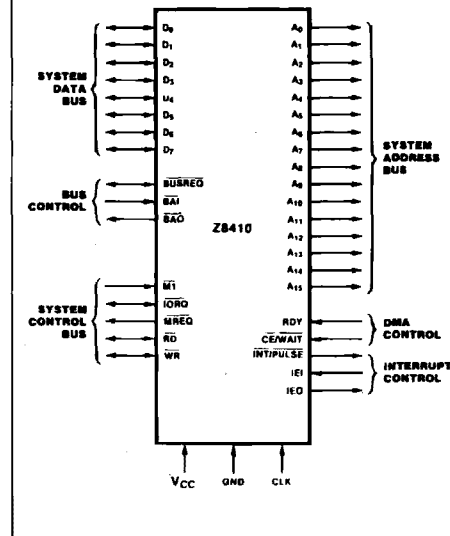 SYSTEM
DATA
BUS
D0
D1
D2
D3
D4
D5
D6
D7
BUS
CONTROL
BUSREQ
BAI
BAO
SYSTEM
CONTROL
BUS
M1
IORQ
MREQ
RD
WR
Z8410
A0
A1
A2
A3
A4
A5
A6
A7
A8
A9
A10
A11
A12
A13
A14
A15
SYSTEM
ADDRESS
BUS
RDY
CE/WAIT
DMA
CONTROL
INT/PULSE
IEI
IEO
INTERRUPT
CONTROL
VCC
GND
CLK